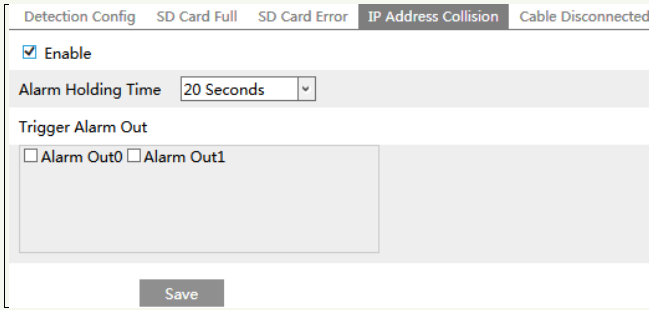 Detection Config SD Card Full SD Card Error IP Address Collision Cable Disconnected
Enable
Alarm Holding Time 20 Seconds
Trigger Alarm Out
Alarm Out0 Alarm Out1
Save